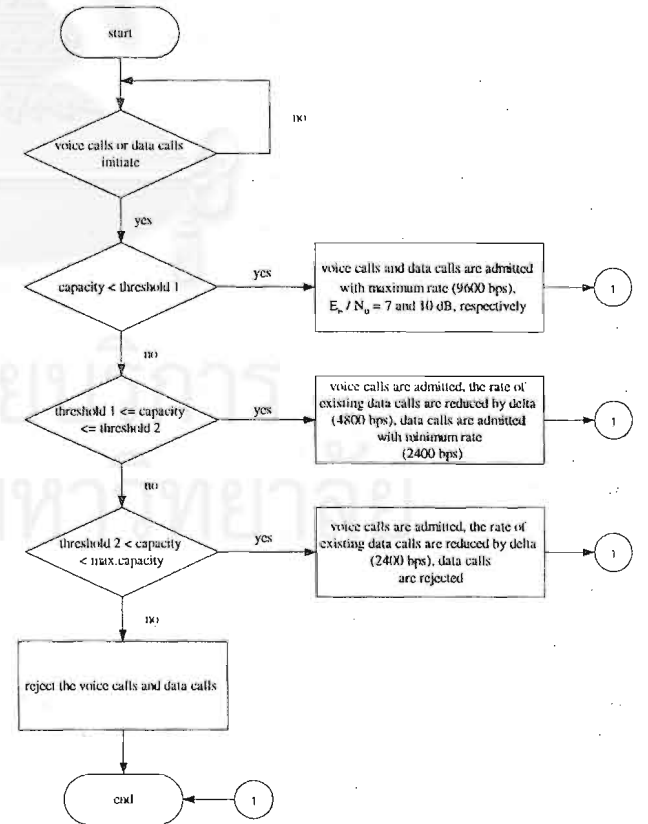 start
no
voice calls or data calls
initiate
yes
capacity < threshold 1
yes
voice calls and data calls are admitted
with maximum rate (9600 bps),
E_b / N_o = 7 and 10 dB, respectively
1
no
threshold 1 <= capacity
<= threshold 2
yes
voice calls are admitted, the rate of
existing data calls are reduced by delta
(4800 bps), data calls are admitted
with minimum rate
(2400 bps)
1
no
threshold 2 < capacity
< max.capacity
yes
voice calls are admitted, the rate of
existing data calls are reduced by delta
(2400 bps), data calls
are rejected
1
no
reject the voice calls and data calls
end
1